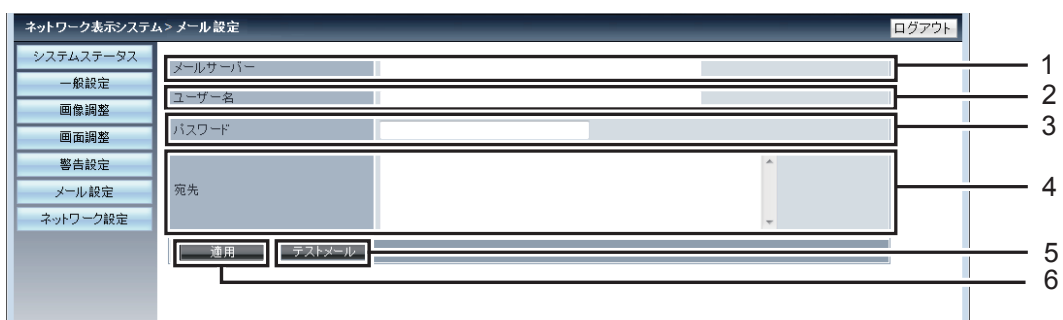 ネットワーク表示システム> メール設定
ログアウト
システムステータス
一般設定
画像調整
画面調整
警告設定
メール設定
ネットワーク設定
メールサーバー
1
ユーザー名
2
パスワード
3
宛先
4
適用
テストメール
5
6